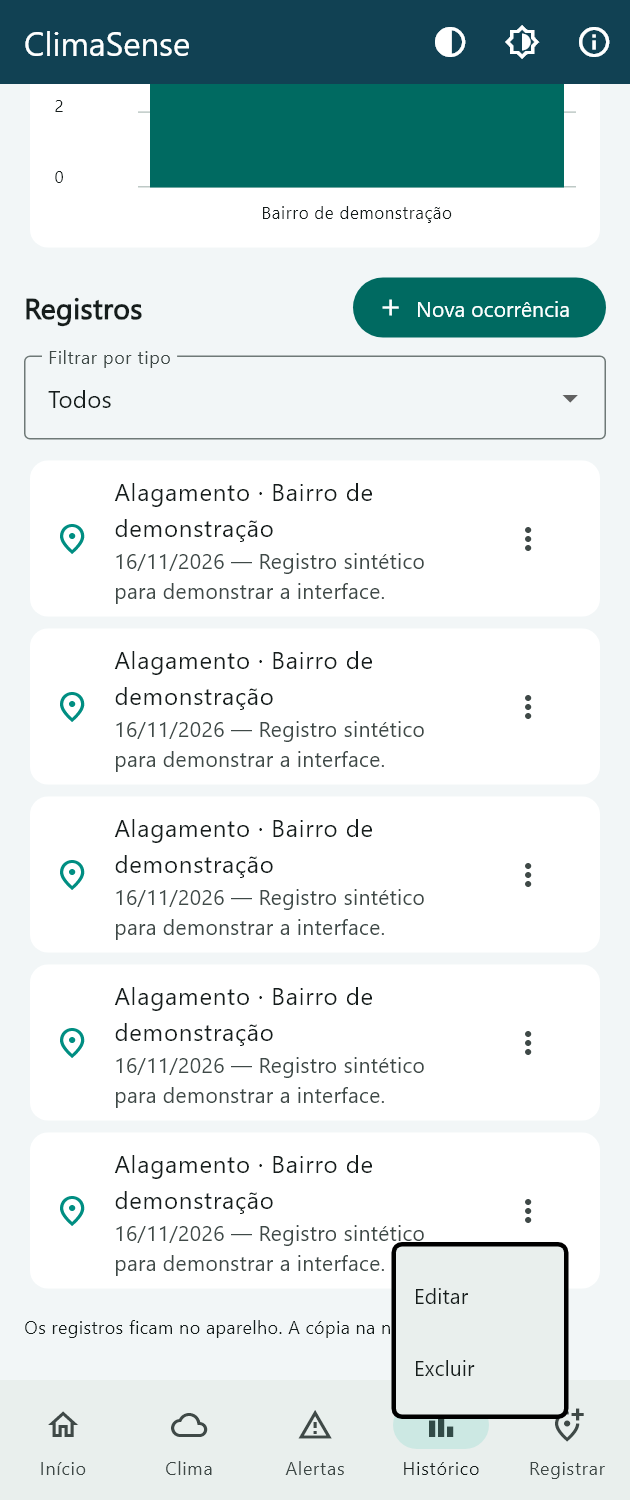 ClimaSense
2
0
Bairro de demonstração
Registros
+ Nova ocorrência
Filtrar por tipo
Todos
Alagamento · Bairro de
demonstração
16/11/2026 — Registro sintético
para demonstrar a interface.
Alagamento · Bairro de
demonstração
16/11/2026 — Registro sintético
para demonstrar a interface.
Alagamento · Bairro de
demonstração
16/11/2026 — Registro sintético
para demonstrar a interface.
Alagamento · Bairro de
demonstração
16/11/2026 — Registro sintético
para demonstrar a interface.
Alagamento · Bairro de
demonstração
16/11/2026 — Registro sintético
para demonstrar a interface.
Editar
Os registros ficam no aparelho. A cópia na
Excluir
Início
Clima
Alertas
Histórico
Registrar